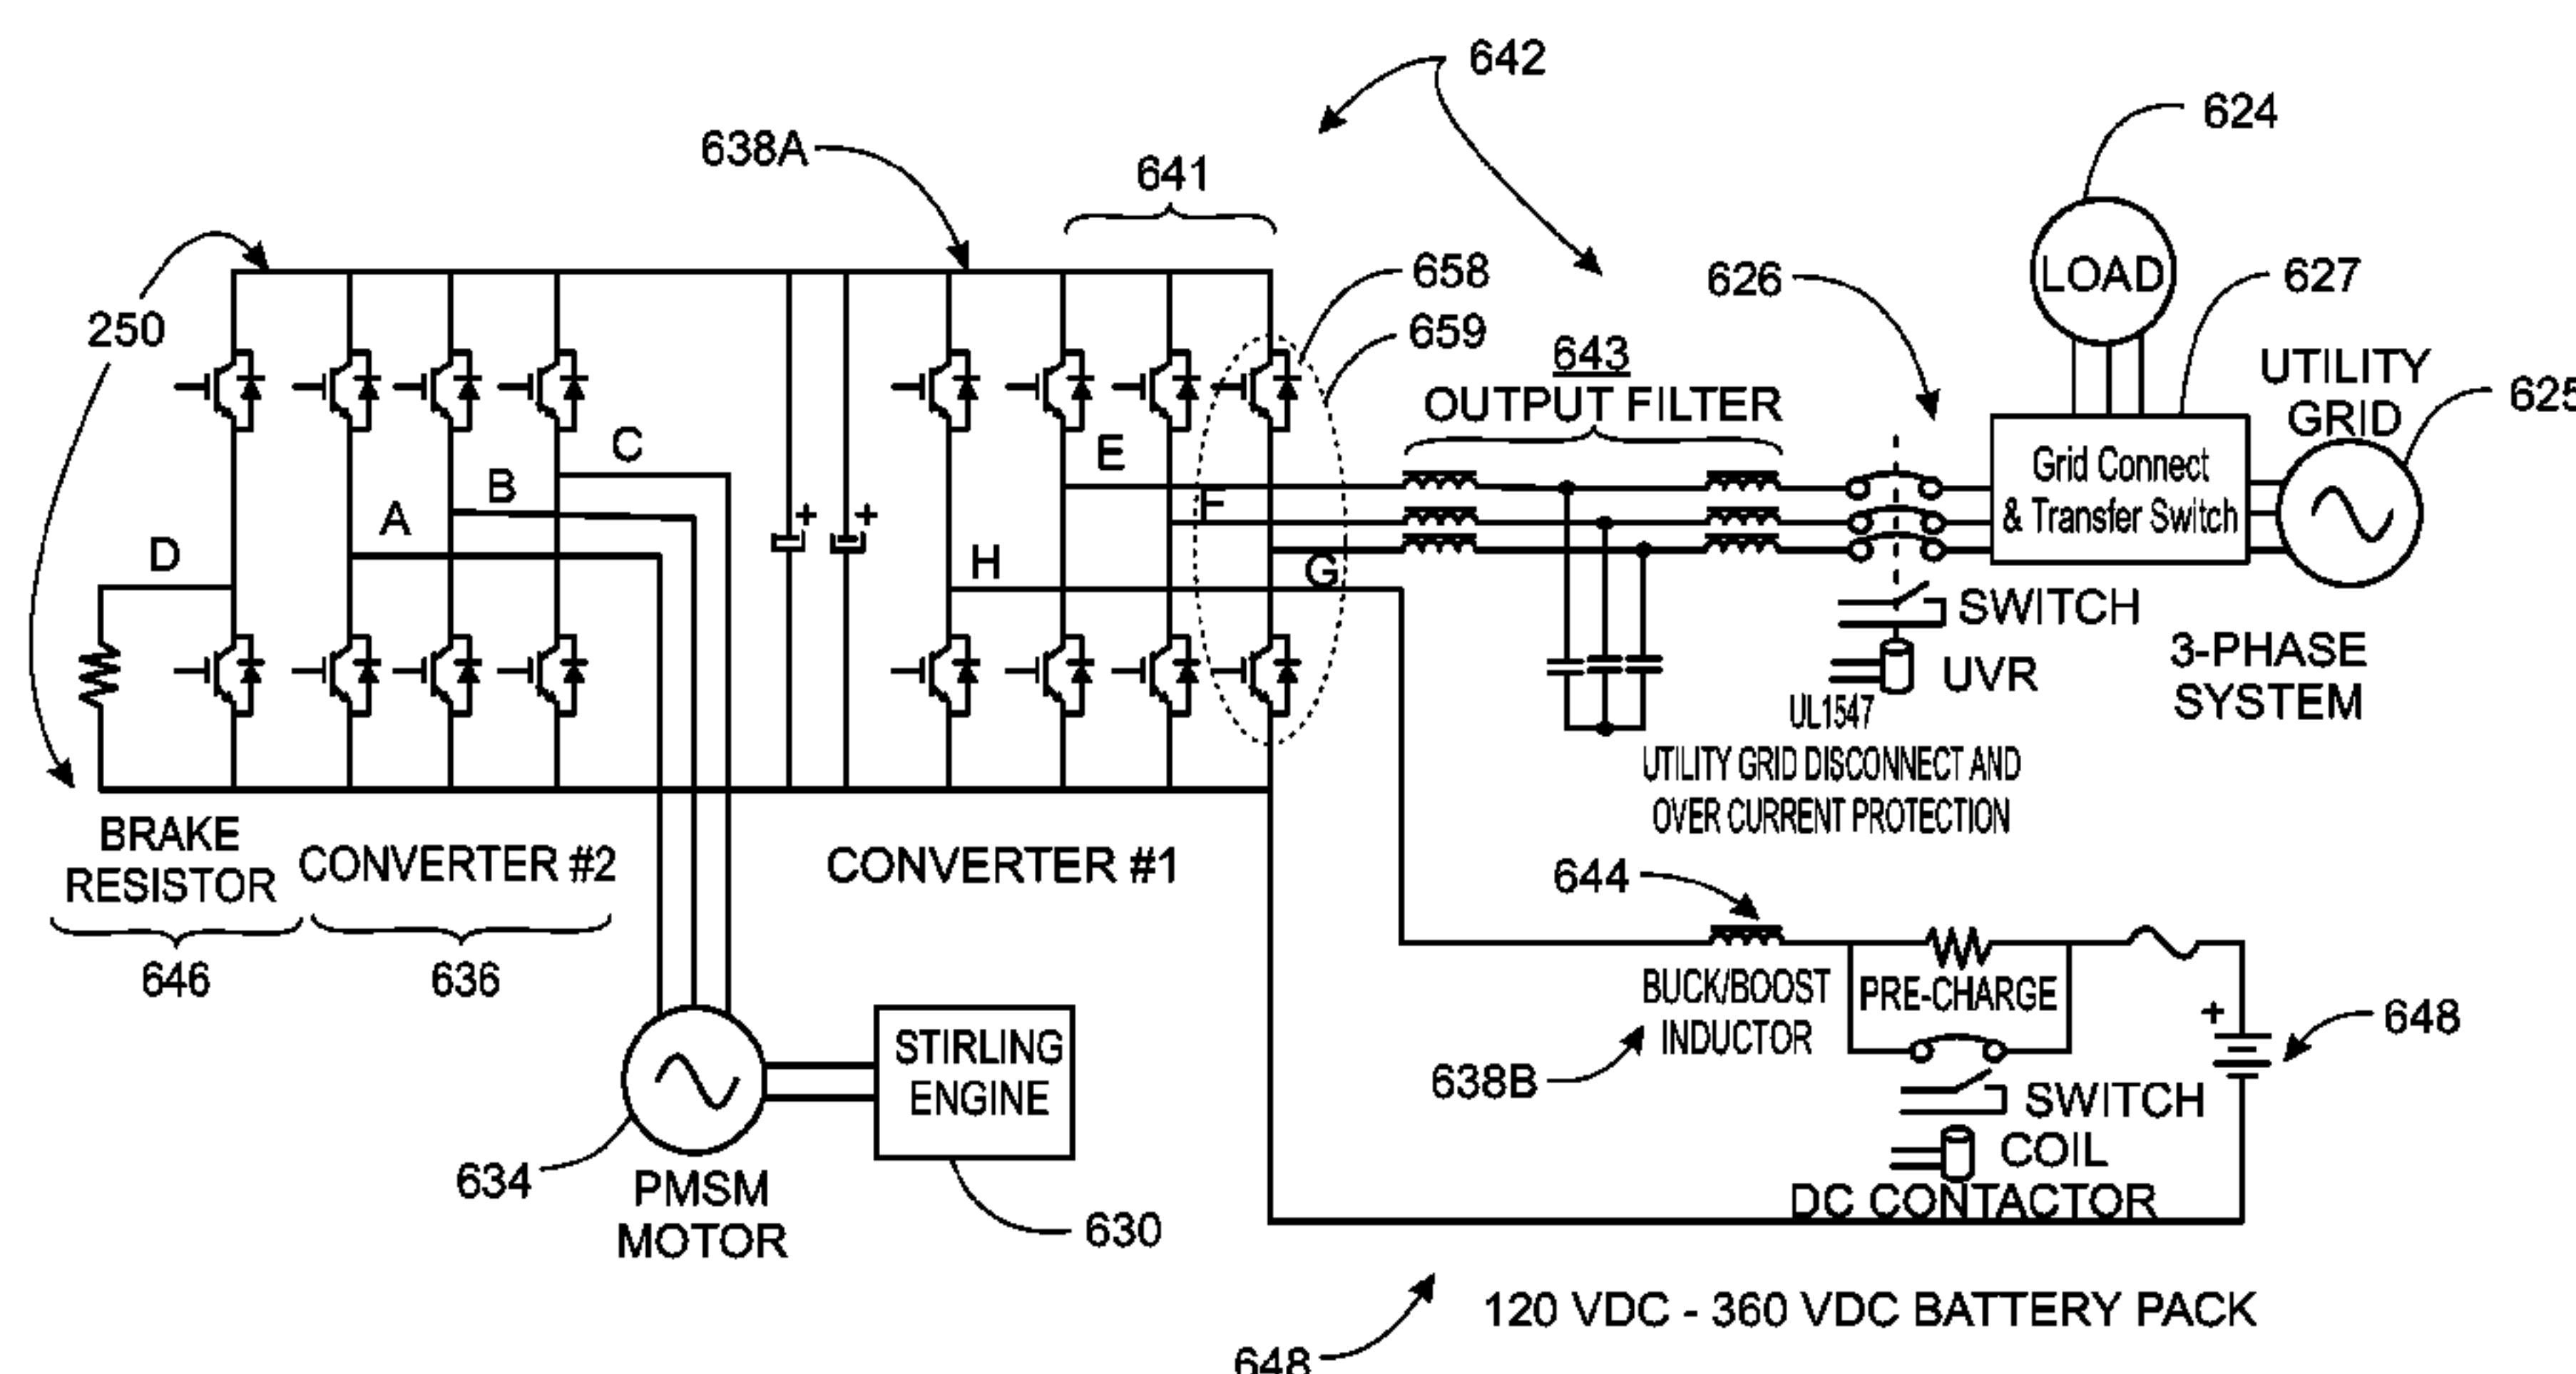 642
624
638A
641
658
626
627
250
659
643
UTILITY
GRID
625
LOAD
OUTPUT FILTER
C
E
Grid Connect
& Transfer Switch
B
A
F
D
H
G
SWITCH
3-PHASE
SYSTEM
UVR
UL1547
UTILITY GRID DISCONNECT AND
OVER CURRENT PROTECTION
BRAKE
RESISTOR
CONVERTER #2
CONVERTER #1
644
646
636
BUCK/BOOST
INDUCTOR
PRE-CHARGE
+
+
+
648
STIRLING
ENGINE
638B
SWITCH
COIL
DC CONTACTOR
634
PMSM
MOTOR
630
120 VDC - 360 VDC BATTERY PACK
648